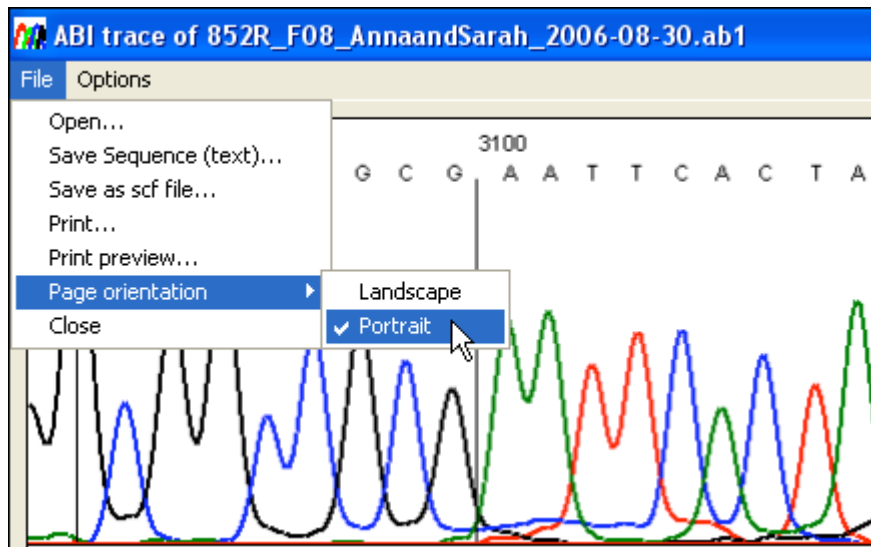 ABI trace of 852R_F08_AnnaandSarah_2006-08-30.ab1
File Options
Open...
Save Sequence (text)...
Save as scf file...
Print...
Print preview...
Page orientation
Close
Landscape
Portrait
3100
G C G A A T T C A C T A